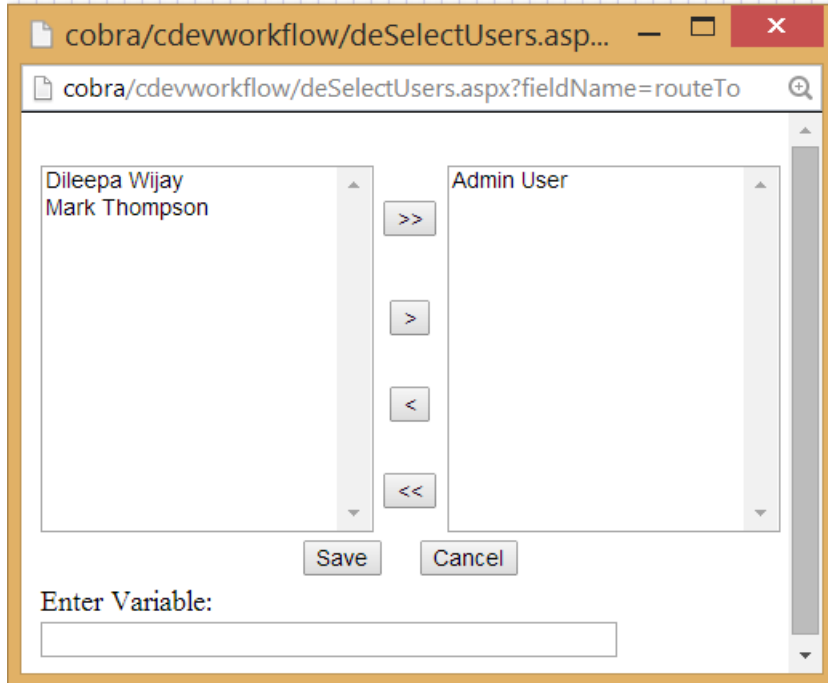 cobra/cdevworkflow/deSelectUsers.asp...
cobra/cdevworkflow/deSelectUsers.aspx?fieldName=routeTo
Dileepa Wijay
Mark Thompson
>>
>
<
<<
Admin User
Save Cancel
Enter Variable: